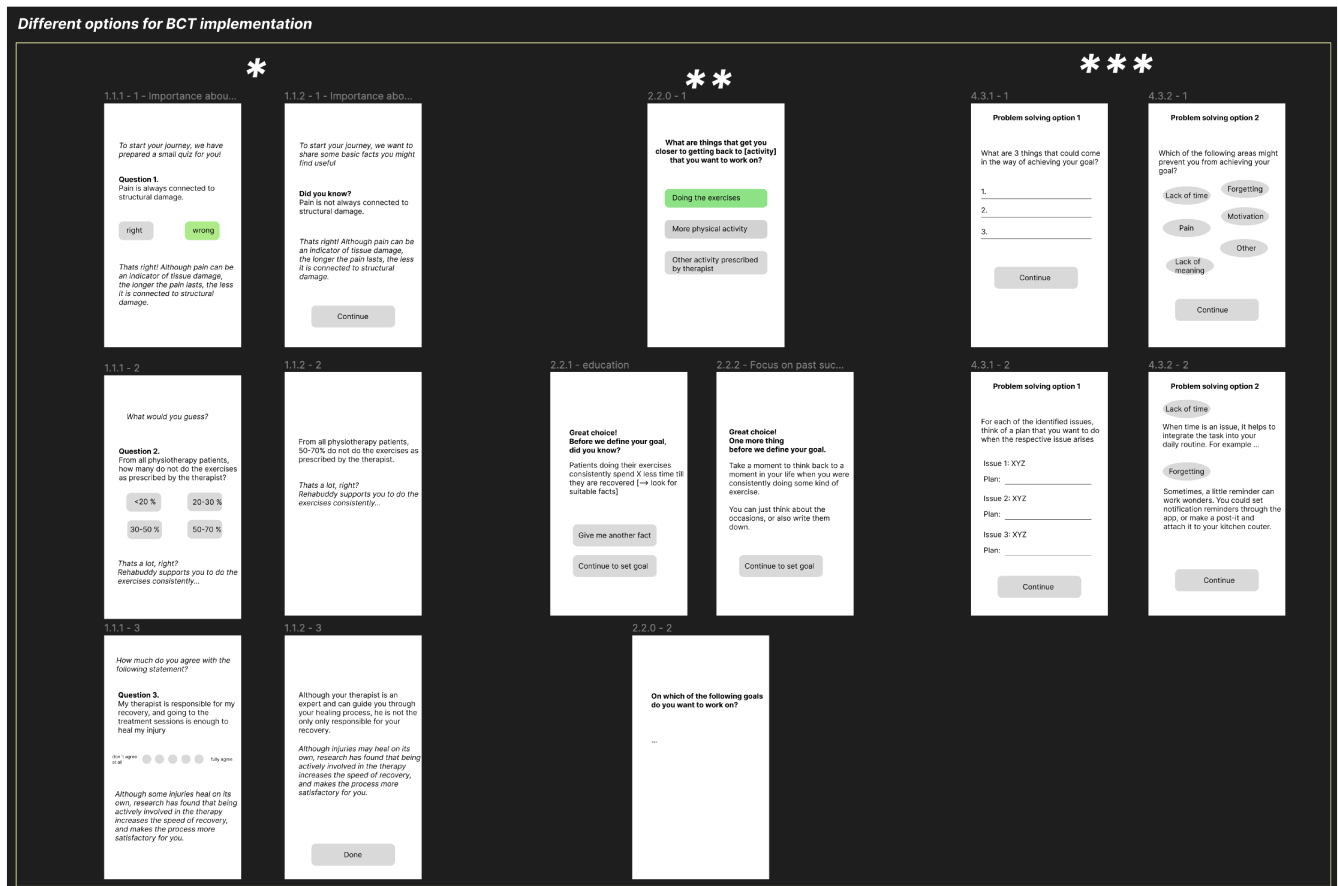 Different options for BCT implementation
*
1.1.1 - 1 - Importance abou...
To start your journey, we have
prepared a small quiz for you!
Question 1.
Pain is always connected to
structural damage.
right
wrong
Thats right! Although pain can be
an indicator of tissue damage,
the longer the pain lasts, the less
it is connected to structural
damage.
1.1.2 - 1 - Importance abo...
To start your journey, we want to
share some basic facts you might
find useful
Did you know?
Pain is not always connected to
structural damage.
Thats right! Although pain can be
an indicator of tissue damage,
the longer the pain lasts, the less
it is connected to structural
damage.
Continue
1.1.1 - 2
What would you guess?
Question 2.
From all physiotherapy patients,
how many do not do the exercises
as prescribed by the therapist?
<20 %
20-30 %
30-50 %
50-70 %
Thats a lot, right?
Rehabuddy supports you to do the
exercises consistently...
1.1.2 - 2
From all physiotherapy patients,
50-70% do not do the exercises as
prescribed by the therapist.
Thats a lot, right?
Rehabuddy supports you to do the
exercises consistently...
1.1.1 - 3
How much do you agree with the
following statement?
Question 3.
My therapist is responsible for my
recovery, and going to the
treatment sessions is enough to
heal my injury
don't agree
at all
fully agree
Although some injuries heal on its
own, research has found that being
actively involved in the therapy
increases the speed of recovery,
and makes the process more
satisfactory for you.
1.1.2 - 3
Although your therapist is an
expert and can guide you through
your healing process, he is not the
only only responsible for your
recovery.
Although injuries may heal on its
own, research has found that being
actively involved in the therapy
increases the speed of recovery,
and makes the process more
satisfactory for you.
Done
**
2.2.0 - 1
What are things that get you
closer to getting back to [activity]
that you want to work on?
Doing the exercises
More physical activity
Other activity prescribed
by therapist
2.2.1 - education
Great choice!
Before we define your goal,
did you know?
Patients doing their exercises
consistently spend X less time till
they are recovered [--> look for
suitable facts]
Give me another fact
Continue to set goal
2.2.2 - Focus on past suc...
Great choice!
One more thing
before we define your goal.
Take a moment to think back to a
moment in your life when you were
consistently doing some kind of
exercise.
You can just think about the
occasions, or also write them
down.
Continue to set goal
2.2.0 - 2
On which of the following goals
do you want to work on?
...
***
4.3.1 - 1
Problem solving option 1
What are 3 things that could come
in the way of achieving your goal?
1.
2.
3.
Continue
4.3.2 - 1
Problem solving option 2
Which of the following areas might
prevent you from achieving your
goal?
Lack of time
Forgetting
Motivation
Pain
Other
Lack of
meaning
Continue
4.3.1 - 2
Problem solving option 1
For each of the identified issues,
think of a plan that you want to do
when the respective issue arises
Issue 1: XYZ
Plan:
Issue 2: XYZ
Plan:
Issue 3: XYZ
Plan:
Continue
4.3.2 - 2
Problem solving option 2
Lack of time
When time is an issue, it helps to
integrate the task into your
daily routine. For example ...
Forgetting
Sometimes, a little reminder can
work wonders. You could set
notification reminders through the
app, or make a post-it and
attach it to your kitchen couter.
Continue